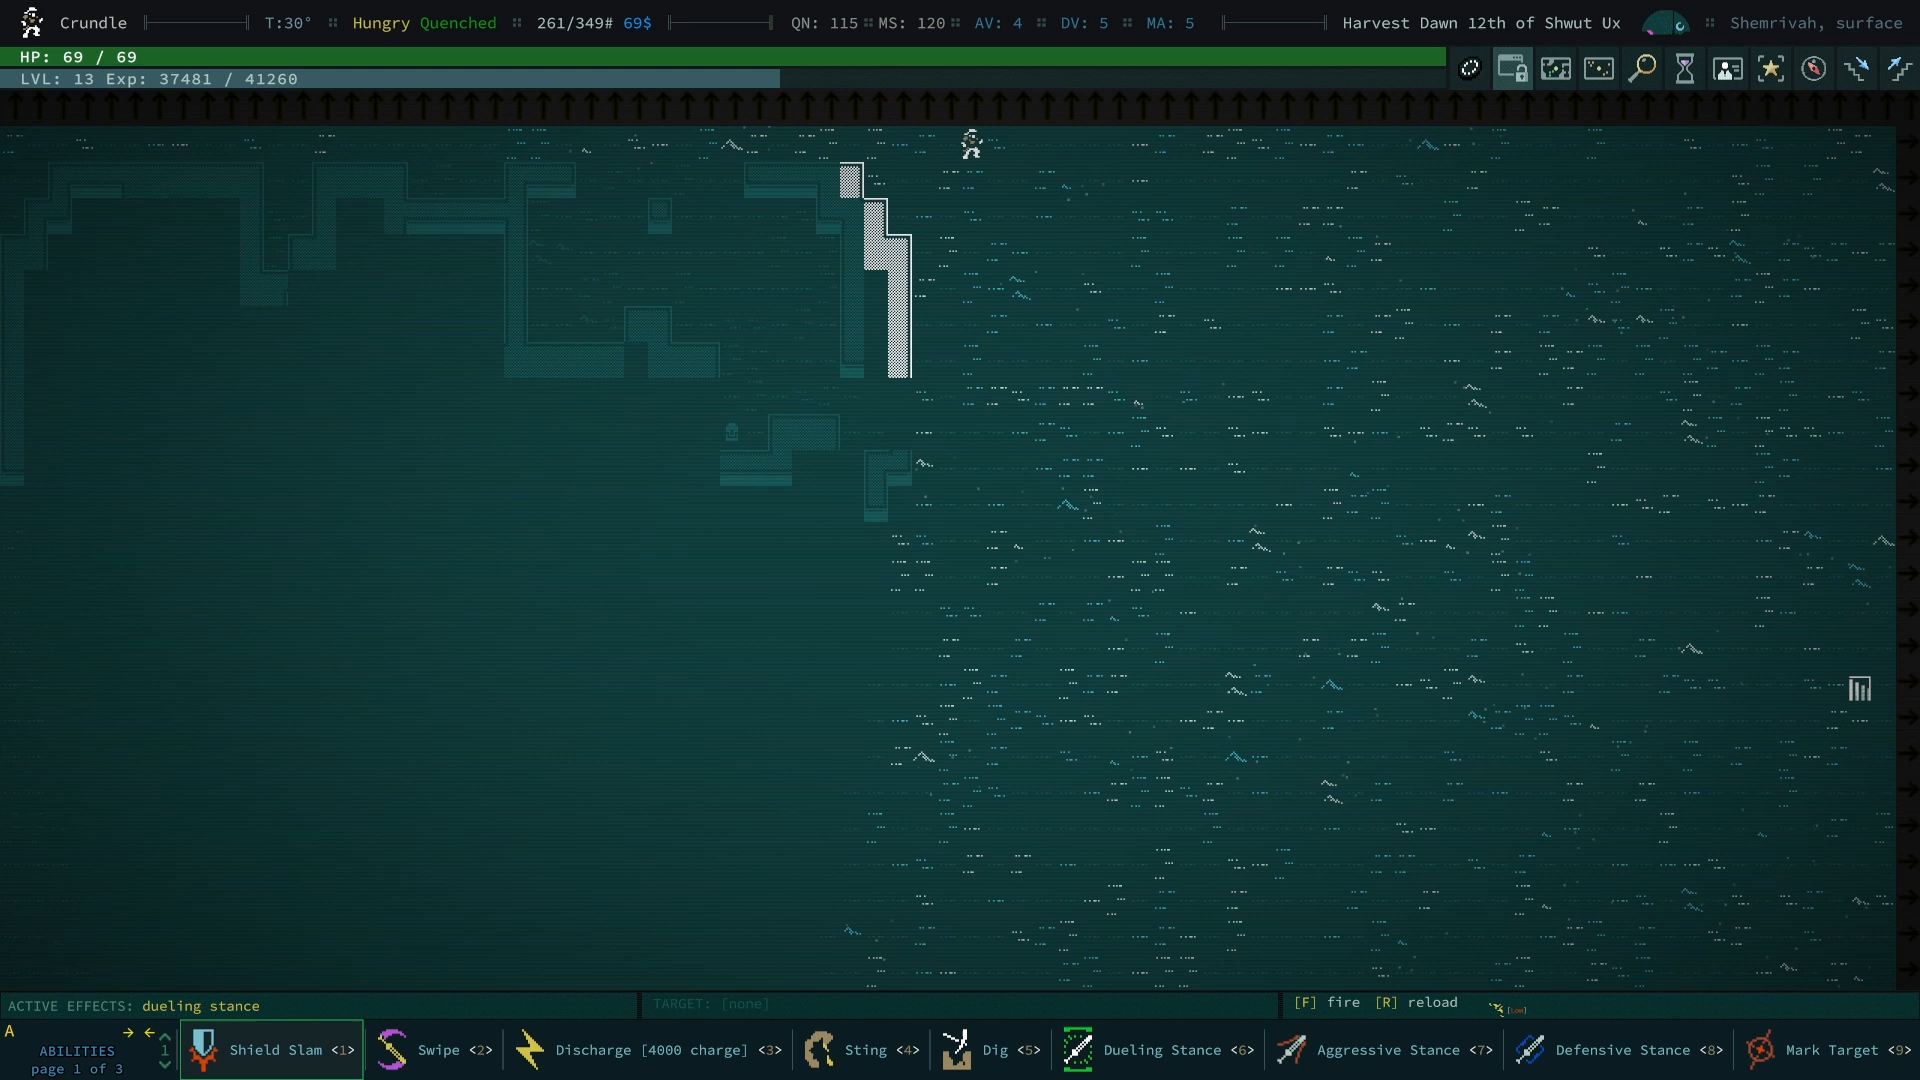 Crundle T:30° Hungry Quenched 261/349# 69$ QN: 115 MS: 120 AV: 4 DV: 5 MA: 5 Harvest Dawn 12th of Shwut Ux Shemrivah, surface
HP: 69 / 69
LVL: 13 Exp: 37481 / 41260
ACTIVE EFFECTS: dueling stance TARGET: [none] [F] fire [R] reload [Low]
A
ABILITIES
page 1 of 3
1
Shield Slam <1> Swipe <2> Discharge [4000 charge] <3> Sting <4> Dig <5> Dueling Stance <6> Aggressive Stance <7> Defensive Stance <8> Mark Target <9>